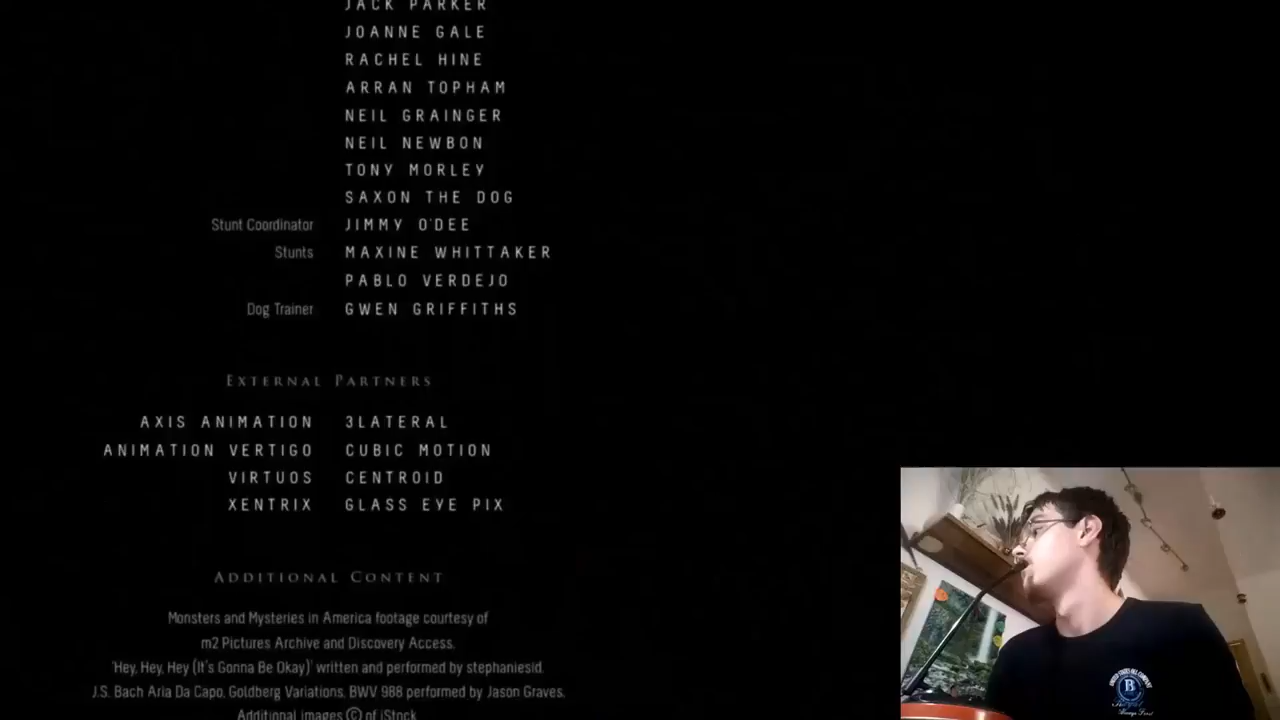 JACK PARKER
JOANNE GALE
RACHEL HINE
ARRAN TOPHAM
NEIL GRAINGER
NEIL NEWBON
TONY MORLEY
SAXON THE DOG
Stunt Coordinator JIMMY O'DEE
Stunts MAXINE WHITTAKER
PABLO VERDEJO
Dog Trainer GWEN GRIFFITHS
EXTERNAL PARTNERS
AXIS ANIMATION 3LATERAL
ANIMATION VERTIGO CUBIC MOTION
VIRTUOS CENTROID
XENTRIX GLASS EYE PIX
ADDITIONAL CONTENT
Monsters and Mysteries in America footage courtesy of
m2 Pictures Archive and Discovery Access.
'Hey, Hey, Hey (It's Gonna Be Okay)' written and performed by stephaniesid.
J.S. Bach Aria Da Capo, Goldberg Variations, BWV 988 performed by Jason Graves.
Additional images © of iStock
B